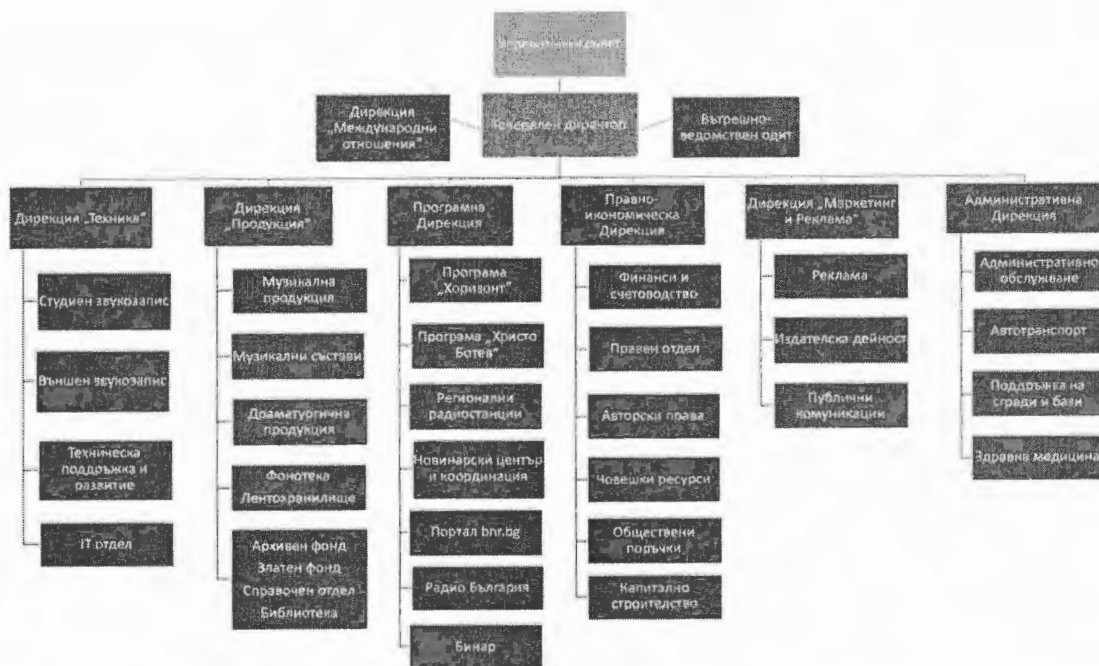 Управителен съвет
Дирекция
„Международни
отношения"
Генерален директор
Вътрешно-
ведомствен одит
Дирекция „Техника"
Студиен звукозапис
Външен звукозапис
Техническа
поддръжка и
развитие
IT отдел
Дирекция
„Продукция"
Музикална
продукция
Музикални състави
Драматургична
продукция
Фонотека
Лентохранилище
Архивен фонд
Златен фонд
Справочен отдел
Библиотека
Програмна
Дирекция
Програма
„Хоризонт"
Програма „Христо
Ботев"
Регионални
радиостанции
Новинарски център
и координация
Портал bnr.bg
Радио България
Бинар
Правно-
икономическа
Дирекция
Финанси и
счетоводство
Правен отдел
Авторски права
Човешки ресурси
Обществени
поръчки
Капитално
строителство
Дирекция „Маркетинг
и Реклама"
Реклама
Издателска дейност
Публични
комуникации
Административна
Дирекция
Административно
обслужване
Автотранспорт
Поддръжка на
сгради и бази
Здравна медицина